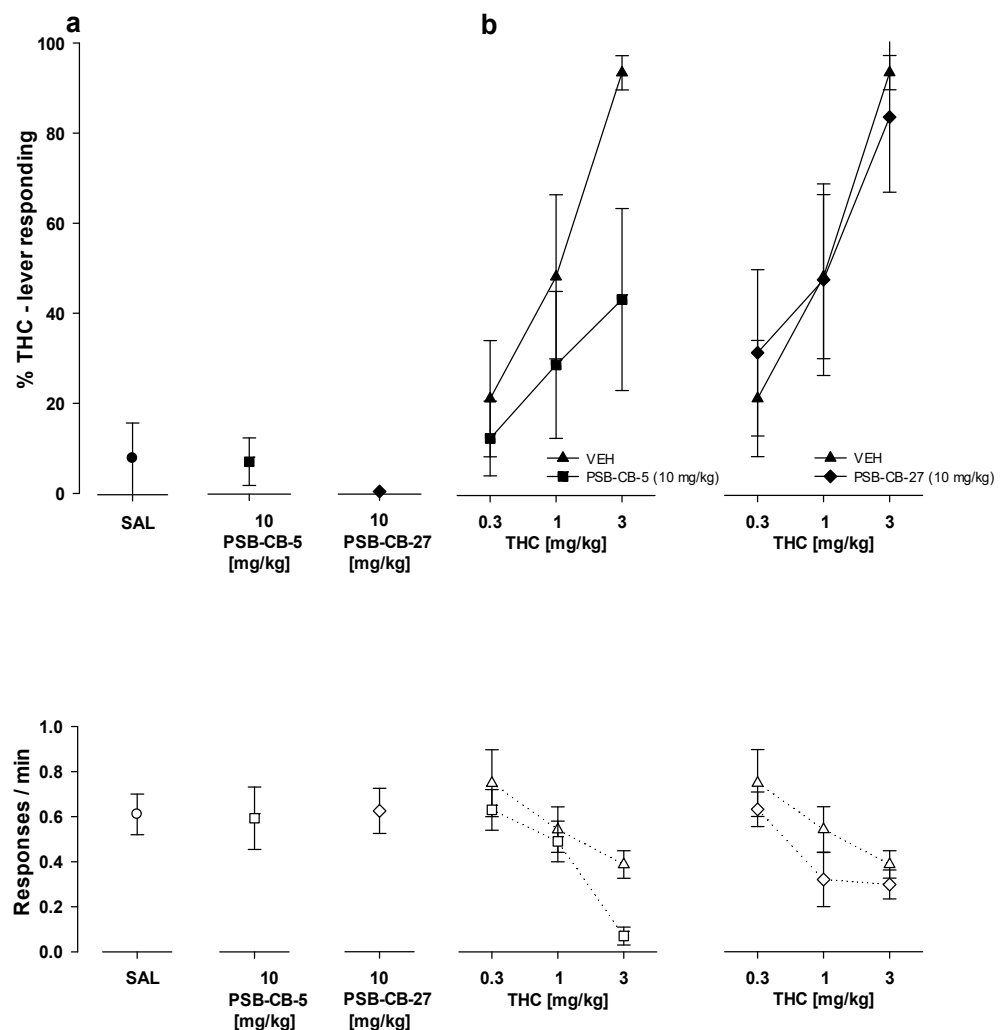 a
b
% THC - lever responding
100
80
60
40
20
0
SAL
10
PSB-CB-5
[mg/kg]
10
PSB-CB-27
[mg/kg]
VEH
PSB-CB-5 (10 mg/kg)
0.3 1 3
THC [mg/kg]
VEH
PSB-CB-27 (10 mg/kg)
0.3 1 3
THC [mg/kg]
Responses / min
1.0
0.8
0.6
0.4
0.2
0.0
SAL
10
PSB-CB-5
[mg/kg]
10
PSB-CB-27
[mg/kg]
0.3 1 3
THC [mg/kg]
0.3 1 3
THC [mg/kg]